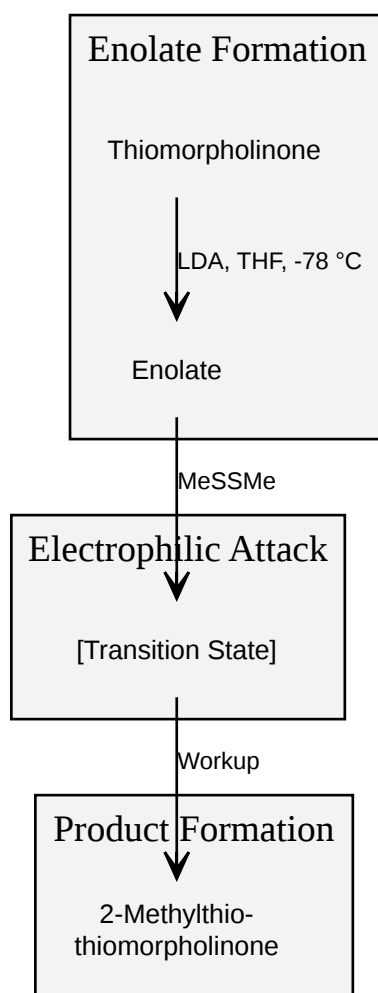 Enolate Formation
Thiomorpholinone
LDA, THF, -78 °C
Enolate
MeSSMe
Electrophilic Attack
[Transition State]
Workup
Product Formation
2-Methylthio-
thiomorpholinone